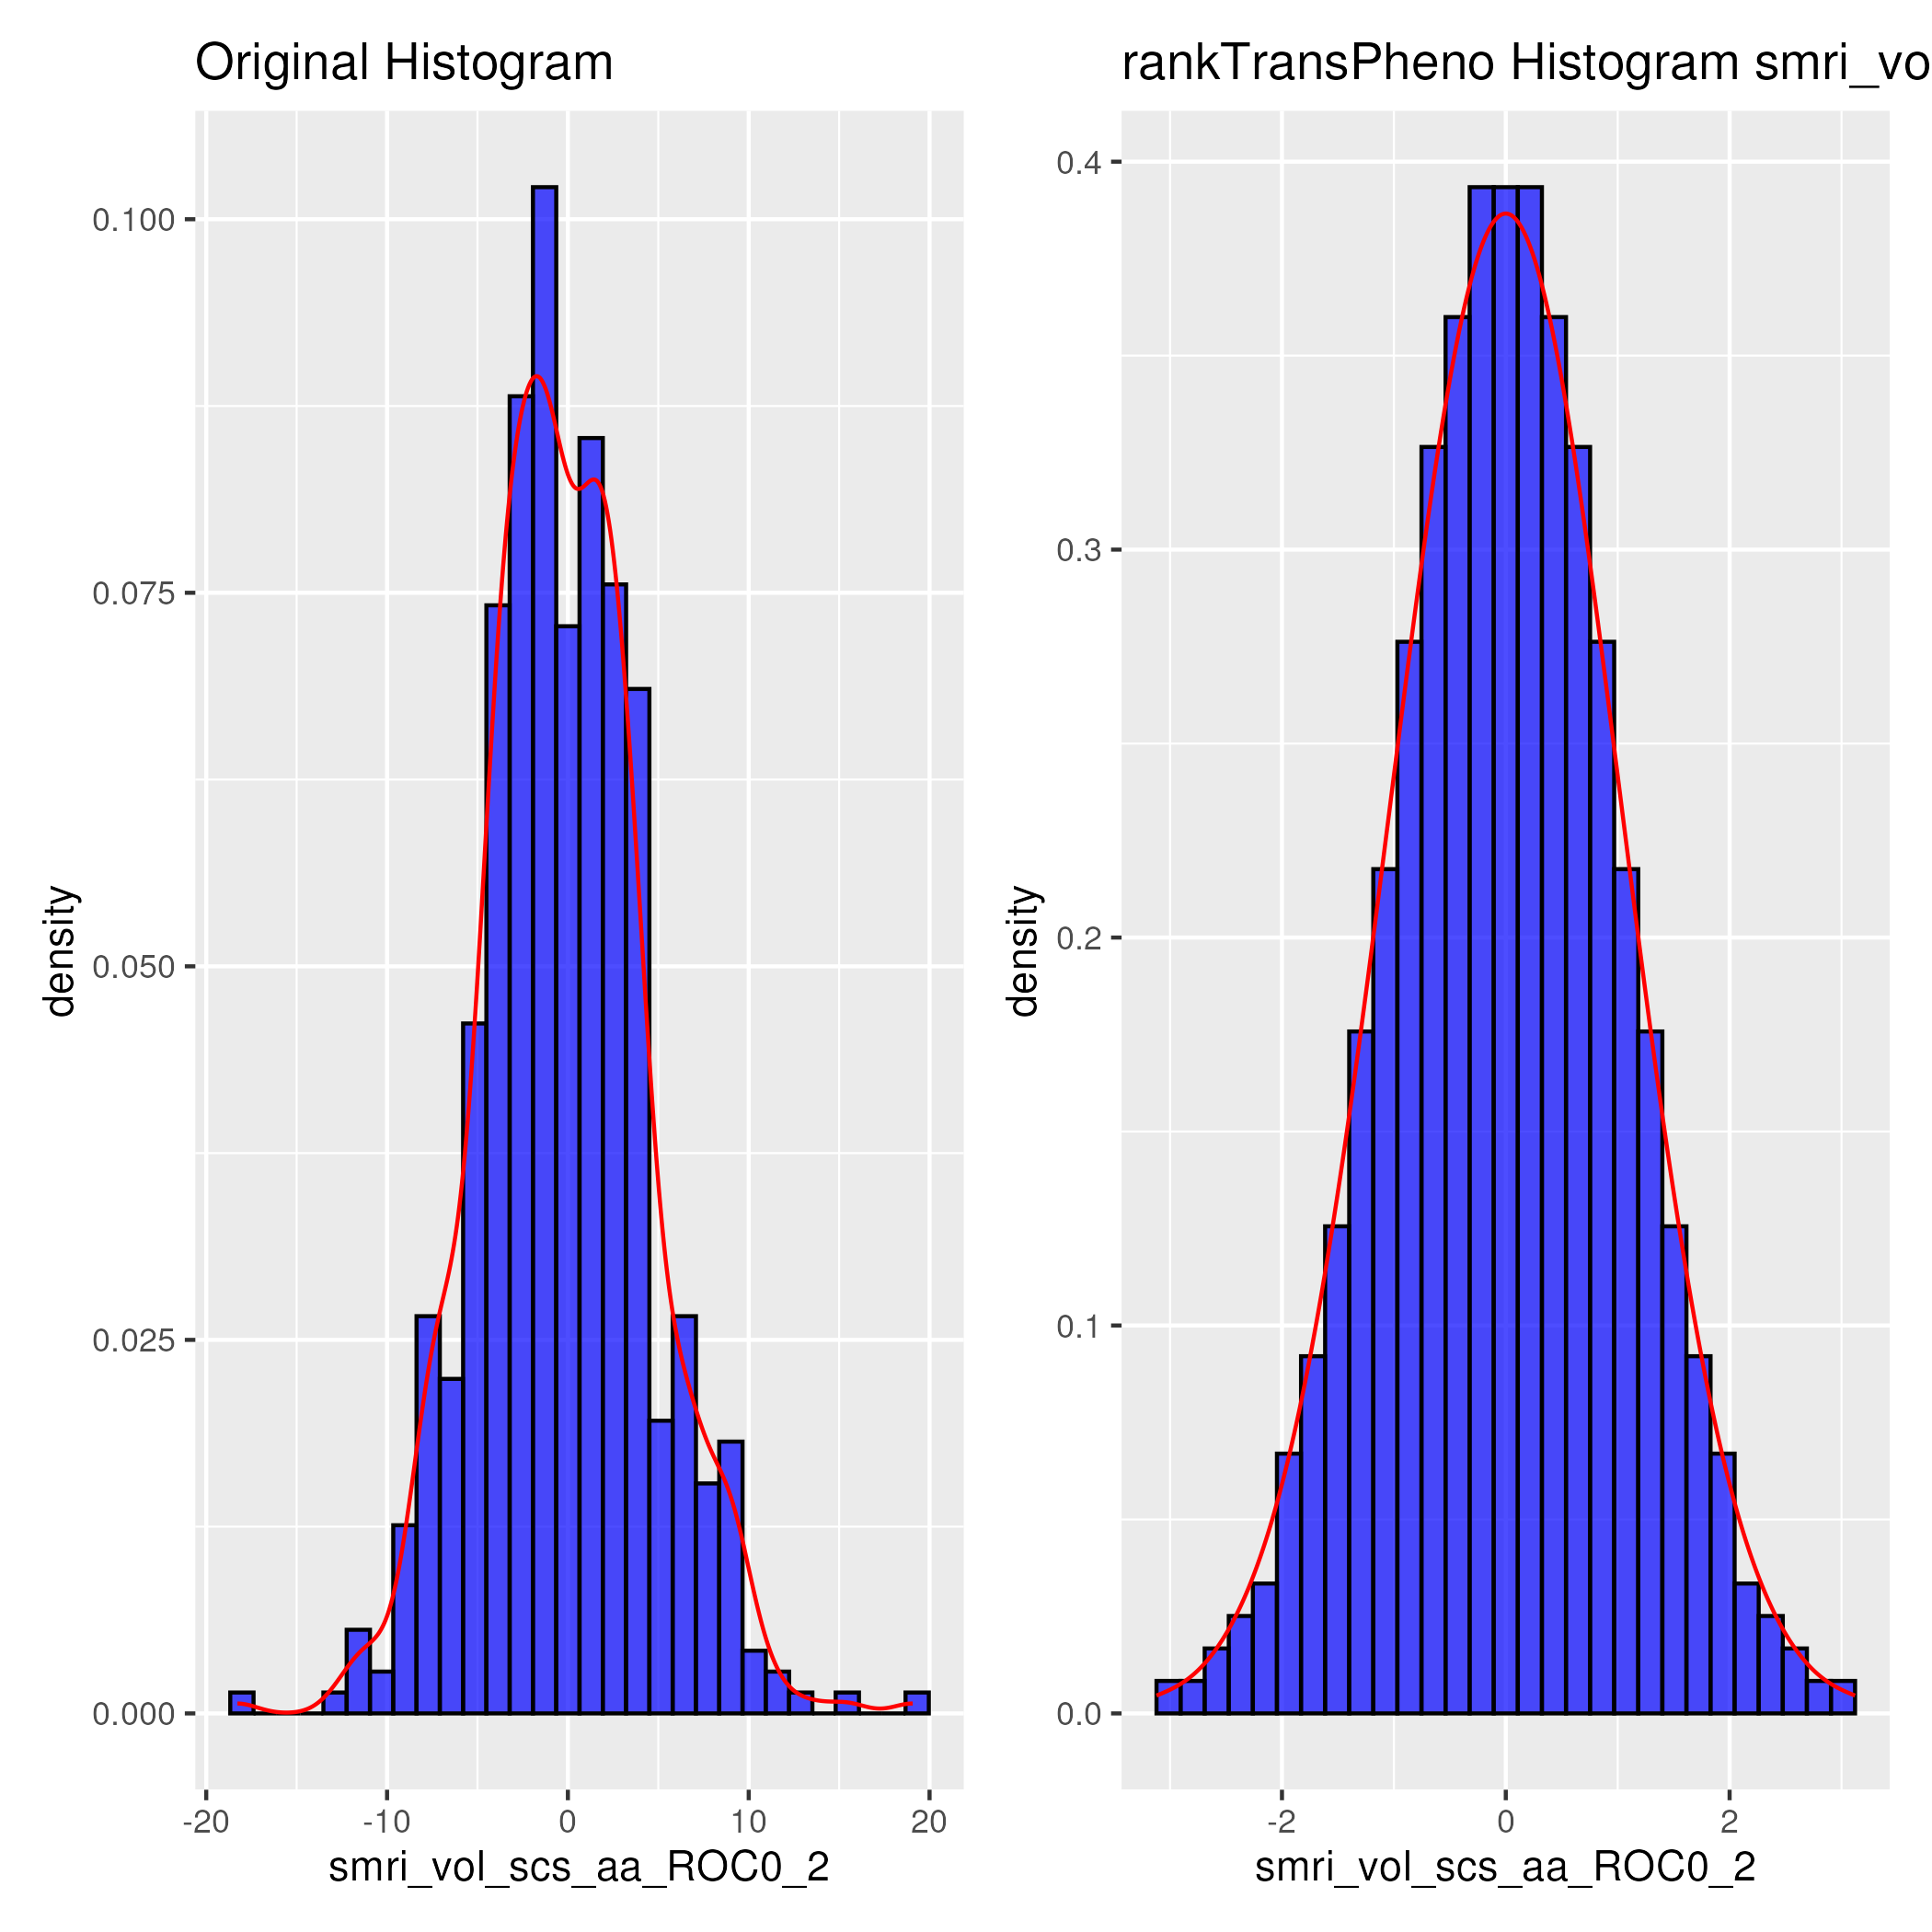 Original Histogram
density
0.100
0.075
0.050
0.025
0.000
-20 -10 0 10 20
smri_vol_scs_aa_ROC0_2
rankTransPheno Histogram smri_vo
density
0.4
0.3
0.2
0.1
0.0
-2 0 2
smri_vol_scs_aa_ROC0_2